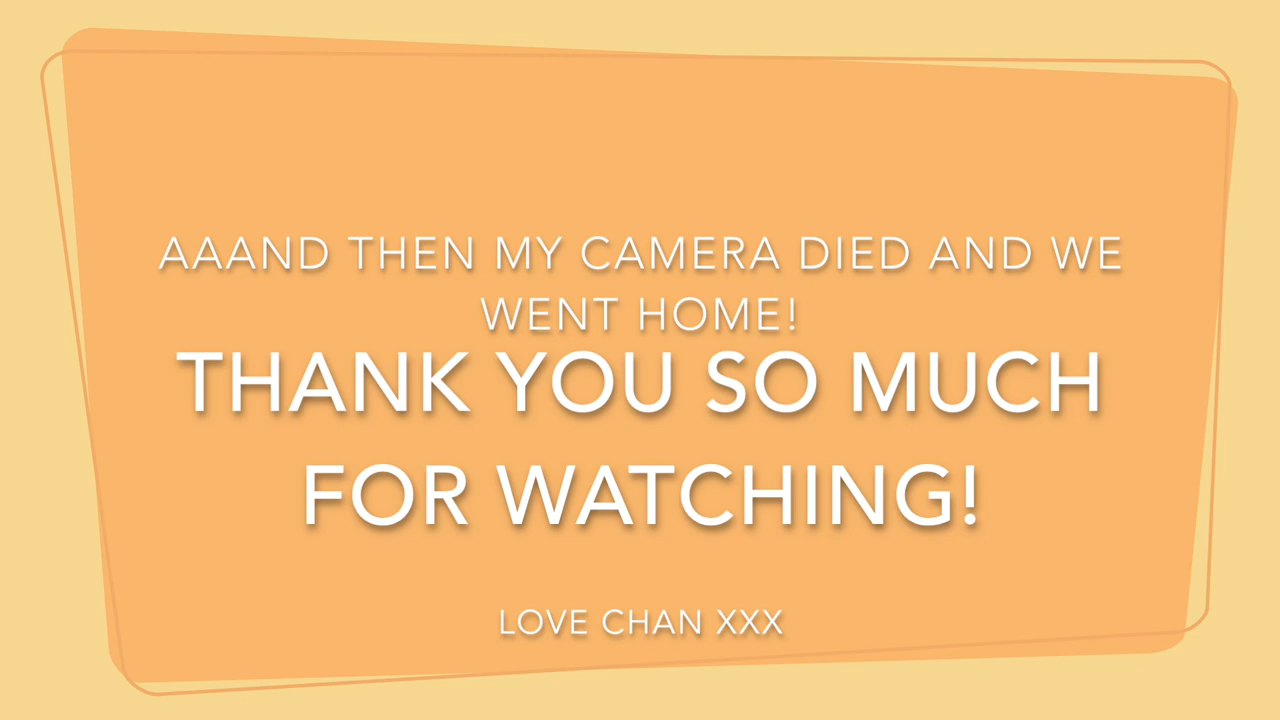 AAAND THEN MY CAMERA DIED AND WE
WENT HOME!
THANK YOU SO MUCH
FOR WATCHING!
LOVE CHAN XXX